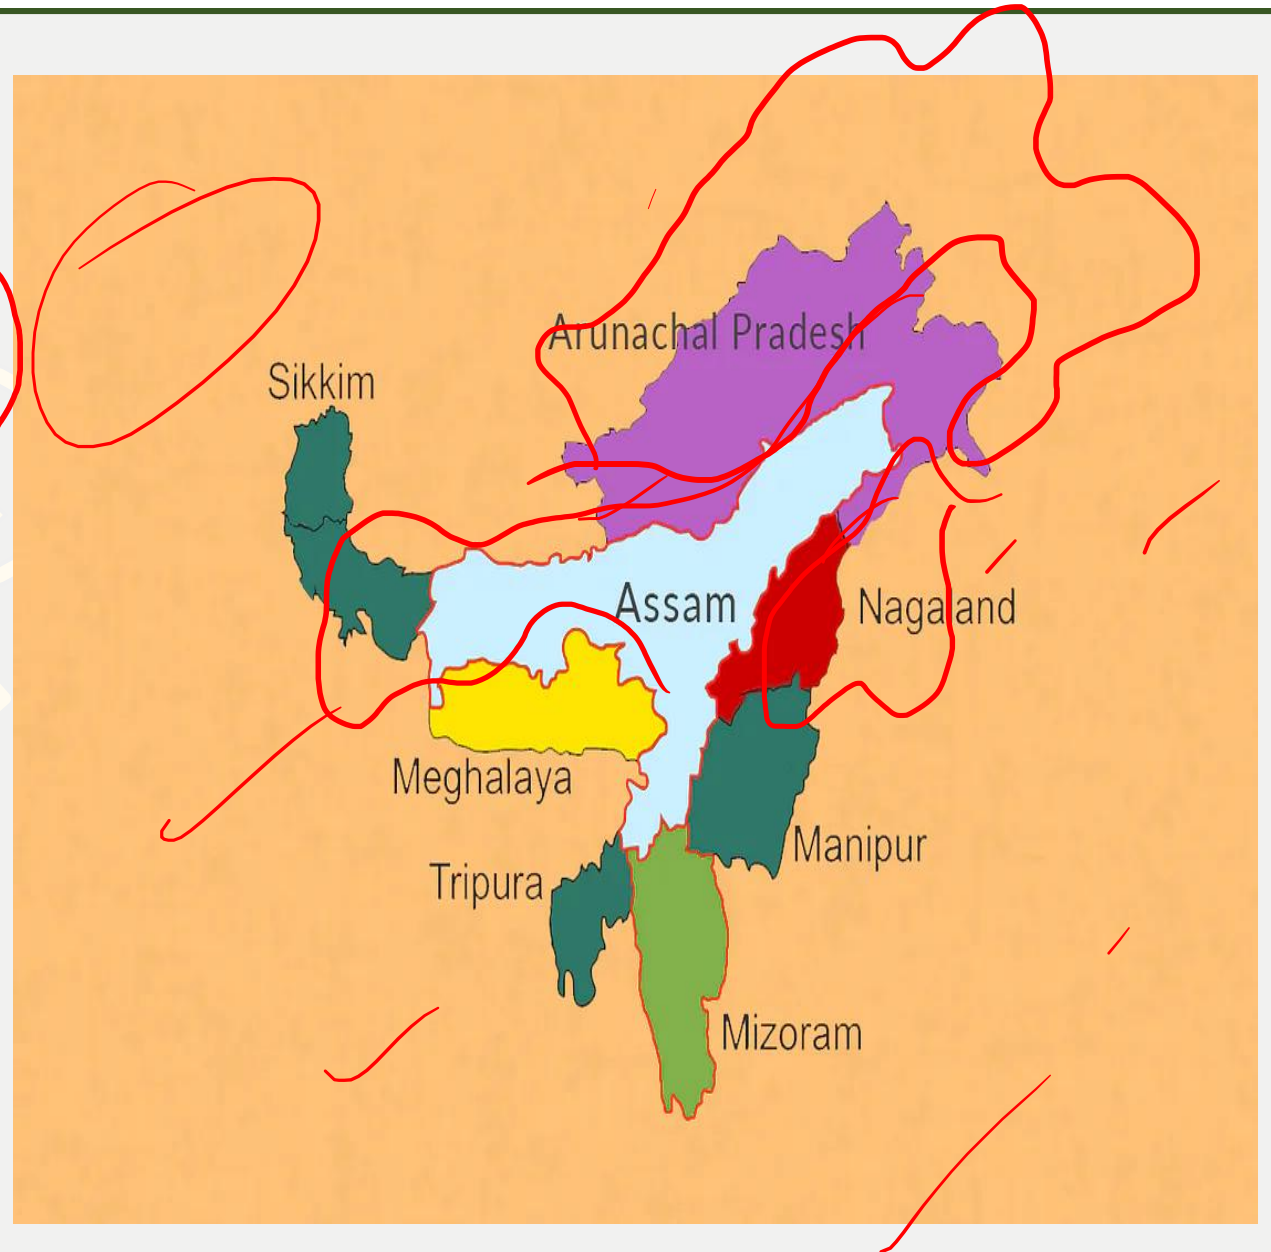 Arunachal Pradesh
Sikkim
Assam
Nagaland
Meghalaya
Manipur
Tripura
Mizoram